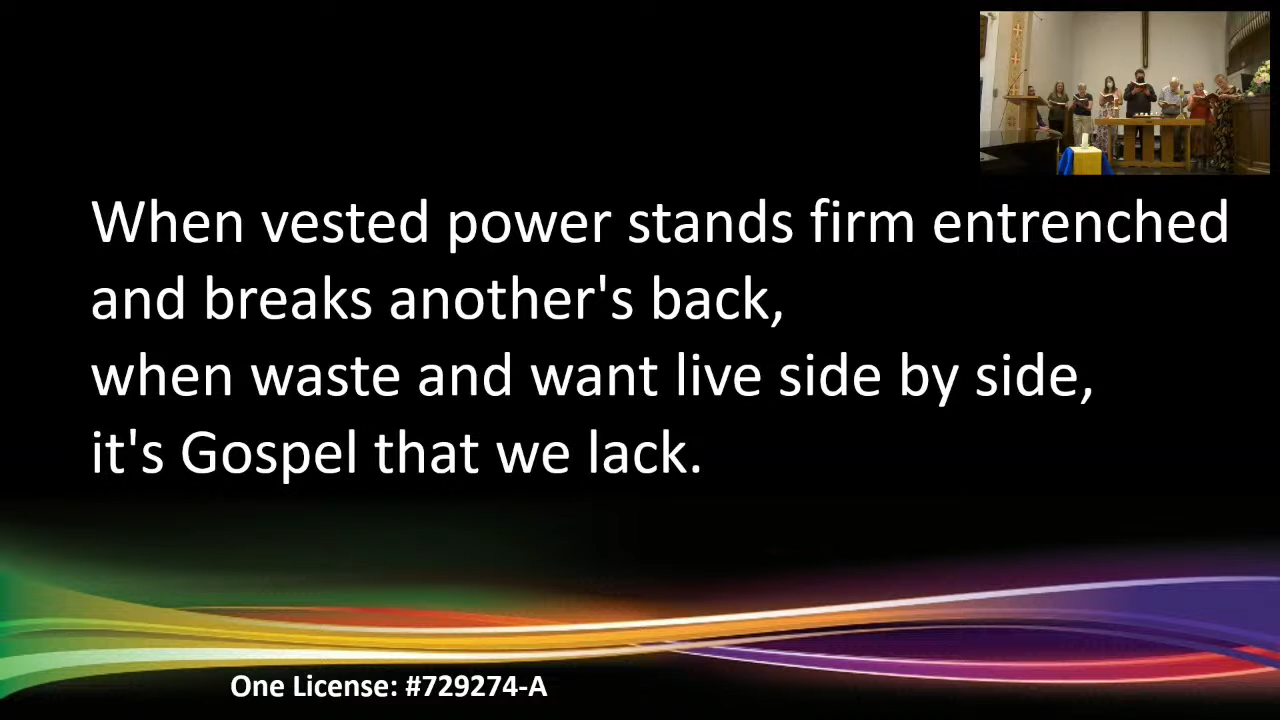 When vested power stands firm entrenched
and breaks another's back,
when waste and want live side by side,
it's Gospel that we lack.
One License: #729274-A